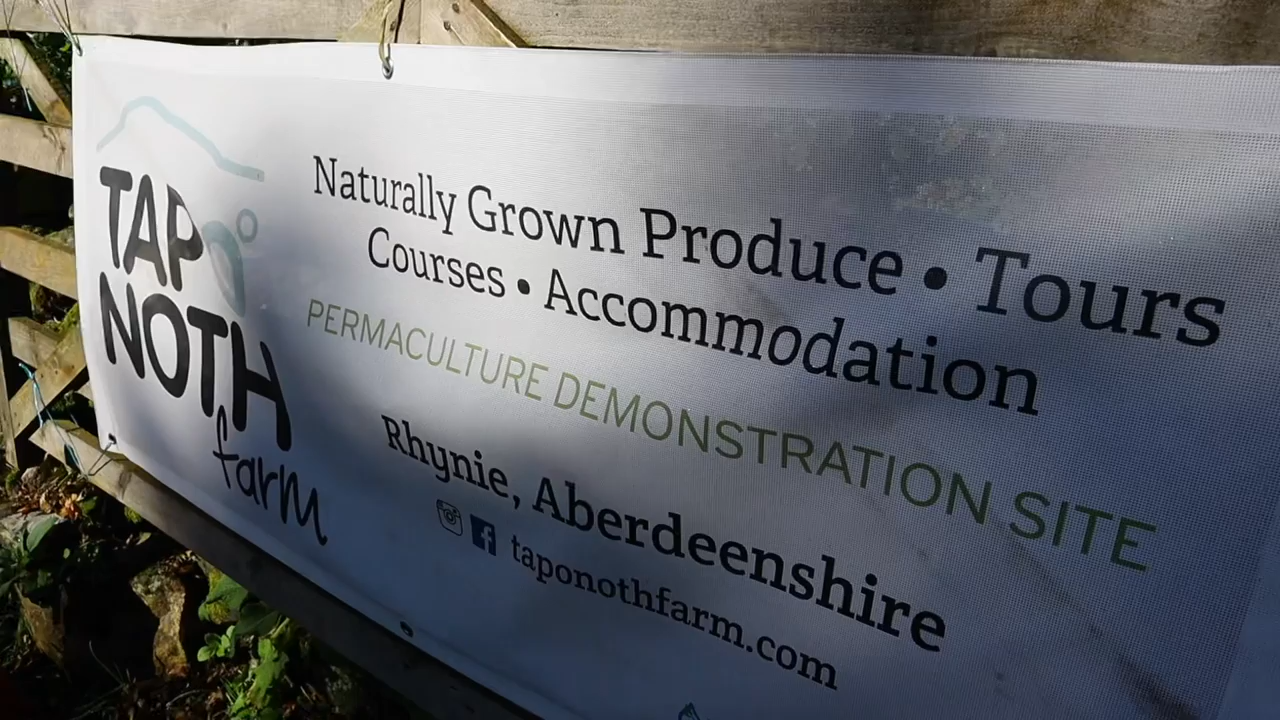 TAP
NOTH
farm
Naturally Grown Produce • Tours
Courses • Accommodation
PERMACULTURE DEMONSTRATION SITE
Rhynie, Aberdeenshire
taponothfarm.com